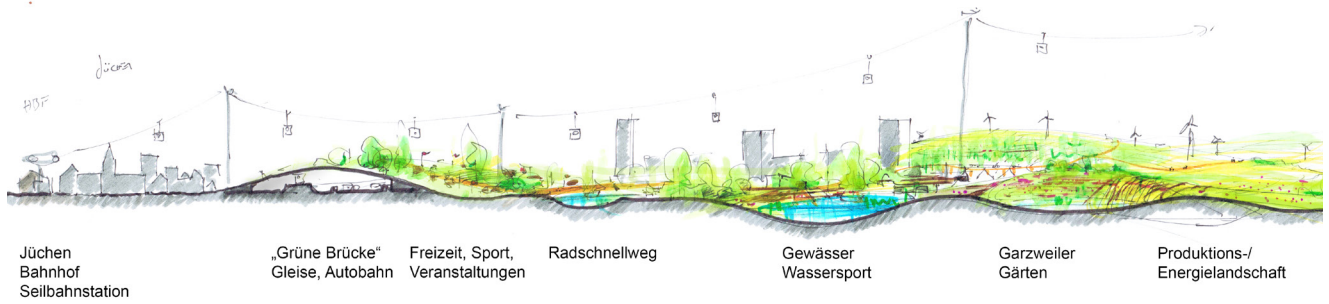 Jüchen
HBF
Jüchen
Bahnhof
Seilbahnstation
„Grüne Brücke“
Gleise, Autobahn
Freizeit, Sport,
Veranstaltungen
Radschnellweg
Gewässer
Wassersport
Garzweiler
Gärten
Produktions-/
Energielandschaft